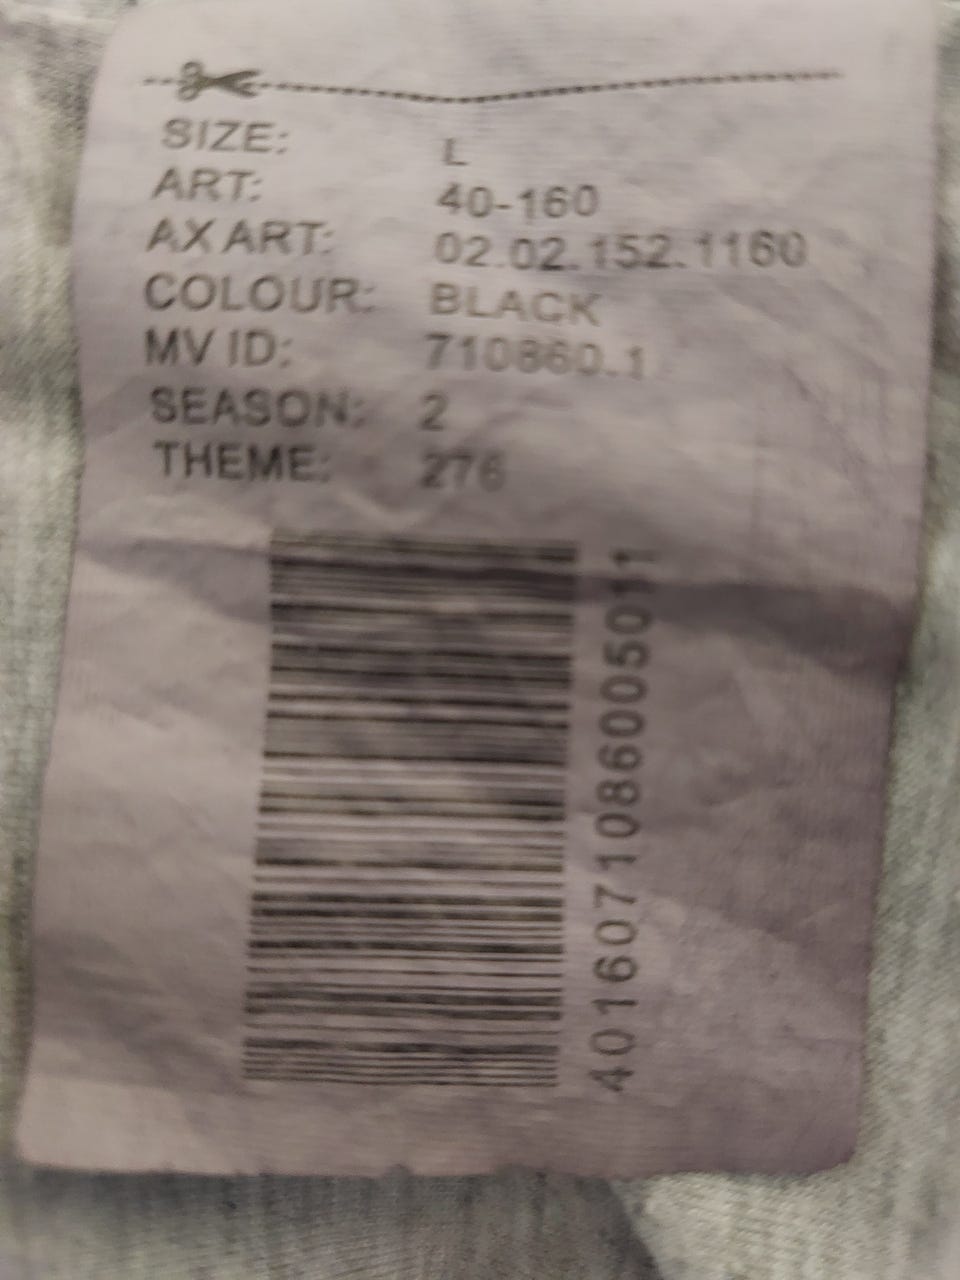 SIZE: L
ART: 40-160
AX ART: 02.02.152.1160
COLOUR: BLACK
MV ID: 710860.1
SEASON: 2
THEME: 276
4016071086005011